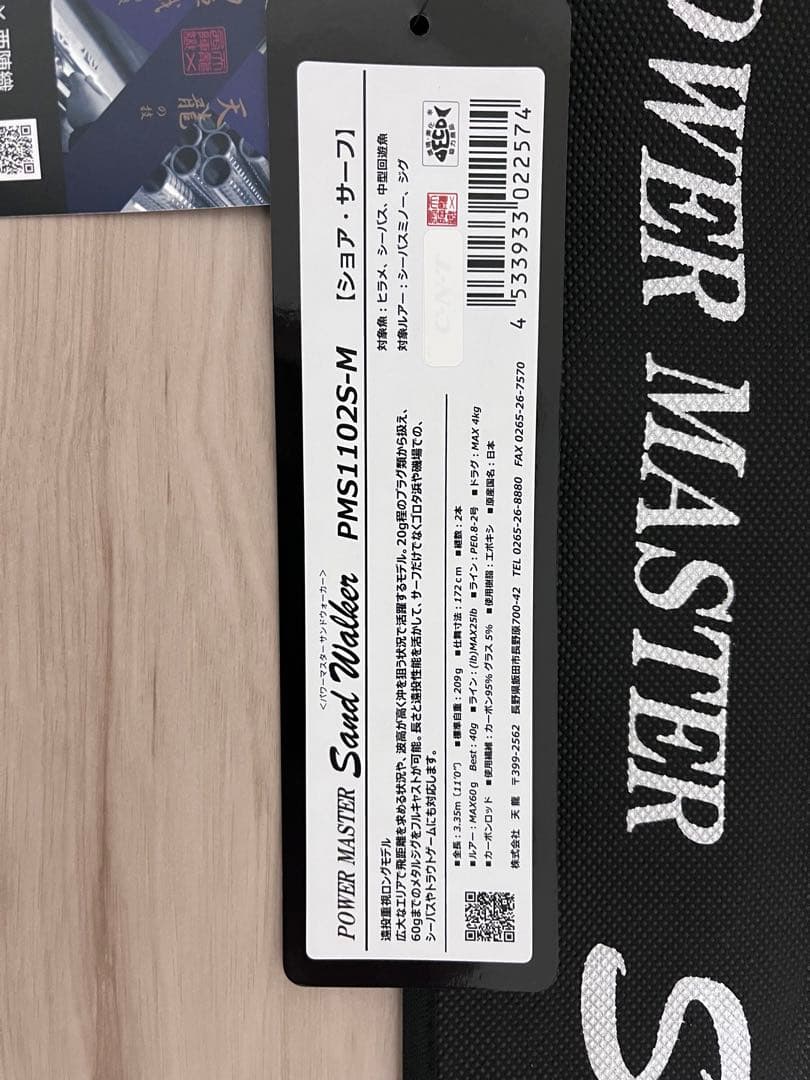 <パワーマスターサンドウォーカー>
POWER MASTER Sand Walker PMS1102S-M [ショア・サーフ]
遠投重視ロングモデル
広大なエリアで飛距離を求める状況や、波高が高く沖を狙う状況で活躍するモデル。20g程のプラグ類から扱え、
60gまでのメタルジグをフルキャストが可能。長さと遠投性能を活かして、サーフだけでなくゴロタ浜や磯場での、
シーバスやトラウトゲームにも対応します。
対象魚：ヒラメ、シーバス、中型回遊魚
対象ルアー：シーバスミノー、ジグ
■全長：3.35m（11'0"） ■標準自重：209g ■仕舞寸法：172cm ■継数：2本
■ルアー：MAX60g Best：40g ■ライン：(lb)MAX25lb ■ライン：PE0.8-2号 ■ドラグ：MAX 4kg
■カーボンロッド ■使用繊維：カーボン95% グラス5% ■使用樹脂：エポキシ ■原産国名：日本
株式会社 天龍 〒399-2562 長野県飯田市長野原700-42 TEL 0265-26-8880 FAX 0265-26-7570
C・N・T
4 533933 022574
POWER MASTER
S
天龍の技
西陣織